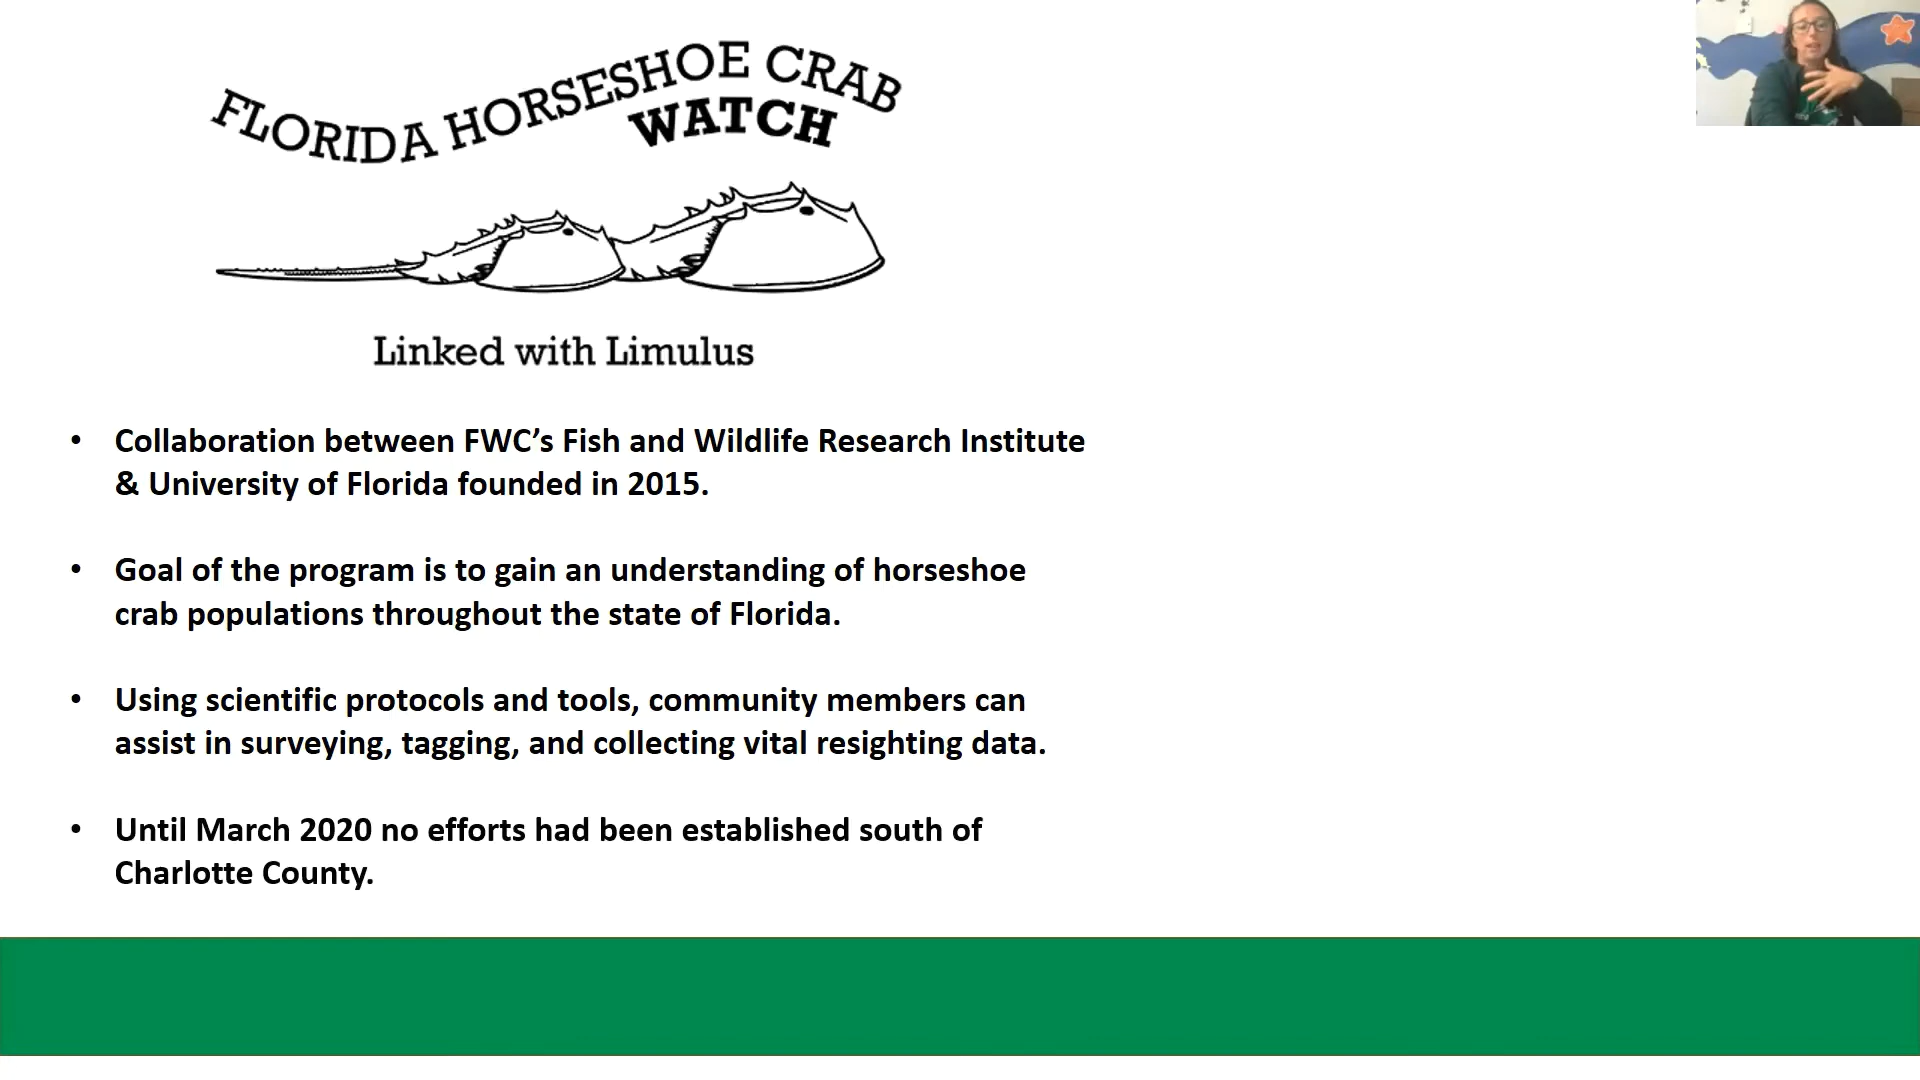 FLORIDA HORSESHOE CRAB
WATCH
Linked with Limulus
• Collaboration between FWC’s Fish and Wildlife Research Institute
& University of Florida founded in 2015.
• Goal of the program is to gain an understanding of horseshoe
crab populations throughout the state of Florida.
• Using scientific protocols and tools, community members can
assist in surveying, tagging, and collecting vital resighting data.
• Until March 2020 no efforts had been established south of
Charlotte County.